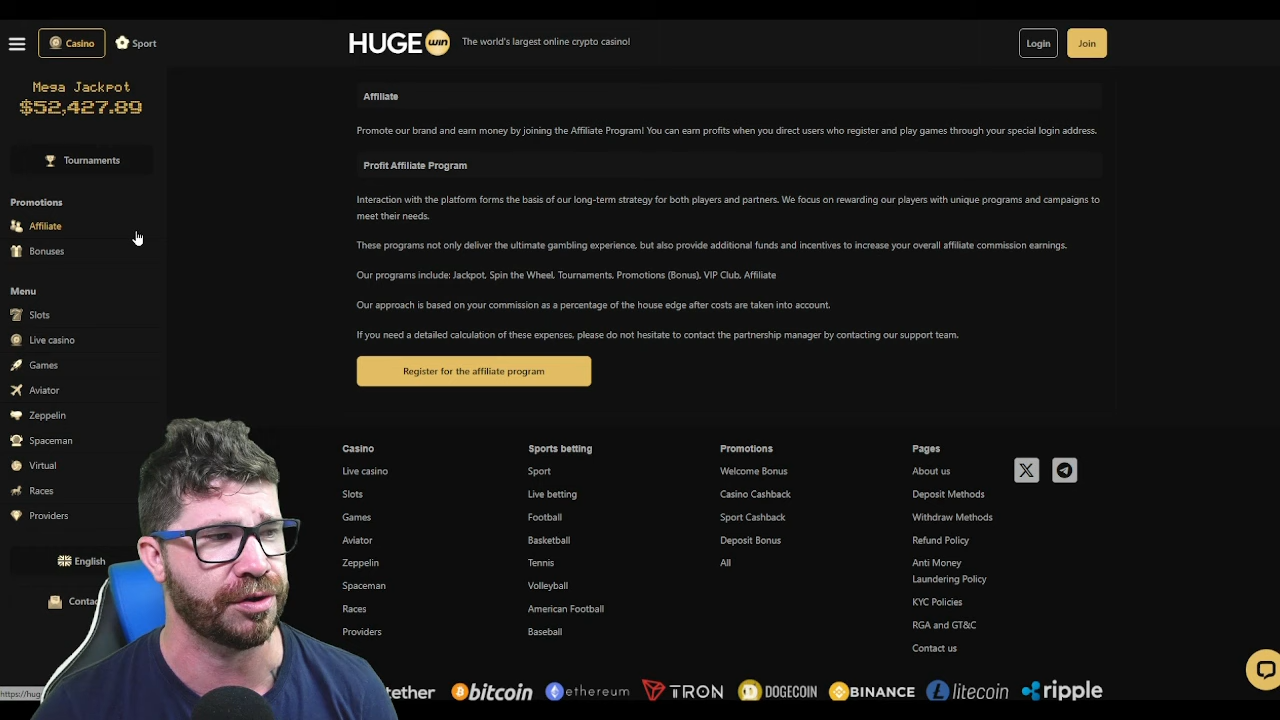 Casino
Sport
HUGE win
The world's largest online crypto casino!
Login
Join
Mega Jackpot
$52,427.89
Tournaments
Promotions
Affiliate
Bonuses
Menu
Slots
Live casino
Games
Aviator
Zeppelin
Spaceman
Virtual
Races
Providers
English
Contac
Affiliate
Promote our brand and earn money by joining the Affiliate Program! You can earn profits when you direct users who register and play games through your special login address.
Profit Affiliate Program
Interaction with the platform forms the basis of our long-term strategy for both players and partners. We focus on rewarding our players with unique programs and campaigns to
meet their needs.
These programs not only deliver the ultimate gambling experience, but also provide additional funds and incentives to increase your overall affiliate commission earnings.
Our programs include: Jackpot, Spin the Wheel, Tournaments, Promotions (Bonus), VIP Club, Affiliate
Our approach is based on your commission as a percentage of the house edge after costs are taken into account.
If you need a detailed calculation of these expenses, please do not hesitate to contact the partnership manager by contacting our support team.
Register for the affiliate program
Casino
Live casino
Slots
Games
Aviator
Zeppelin
Spaceman
Races
Providers
Sports betting
Sport
Live betting
Football
Basketball
Tennis
Volleyball
American Football
Baseball
Promotions
Welcome Bonus
Casino Cashback
Sport Cashback
Deposit Bonus
All
Pages
About us
Deposit Methods
Withdraw Methods
Refund Policy
Anti Money
Laundering Policy
KYC Policies
RGA and GT&C
Contact us
https://hug
tether bitcoin ethereum TRON DOGECOIN BINANCE litecoin ripple